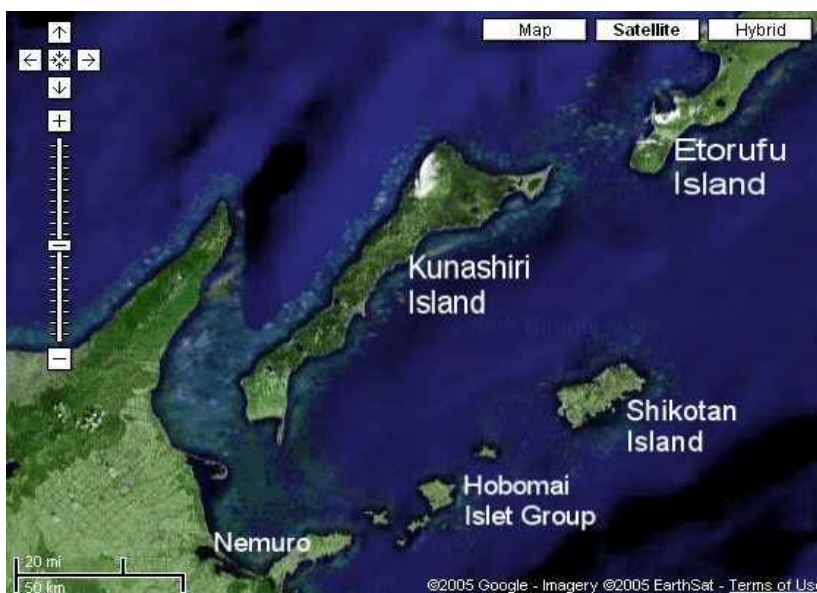 Map Satellite Hybrid
Etorufu
Island
Kunashiri
Island
Shikotan
Island
Hobomai
Islet Group
Nemuro
20 mi
50 km
©2005 Google - Imagery ©2005 EarthSat - Terms of Use